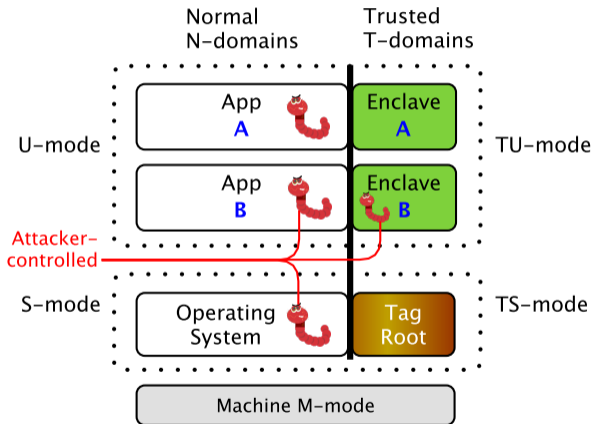 Normal
N-domains
Trusted
T-domains
U-mode
App
A
Enclave
A
TU-mode
App
B
Enclave
B
Attacker-
controlled
S-mode
Operating
System
Tag
Root
TS-mode
Machine M-mode